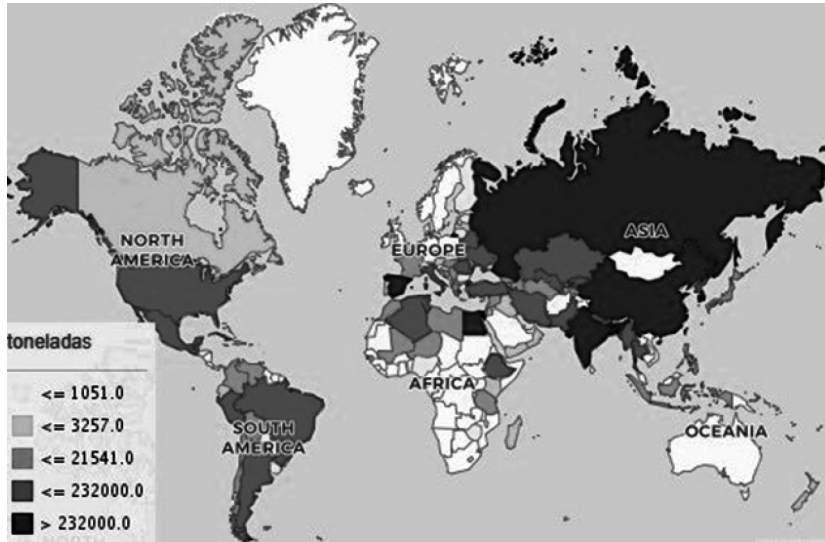 NORTH
AMERICA
EUROPE
ASIA
AFRICA
SOUTH
AMERICA
OCEANIA
toneladas
<= 1051.0
<= 3257.0
<= 21541.0
<= 232000.0
> 232000.0